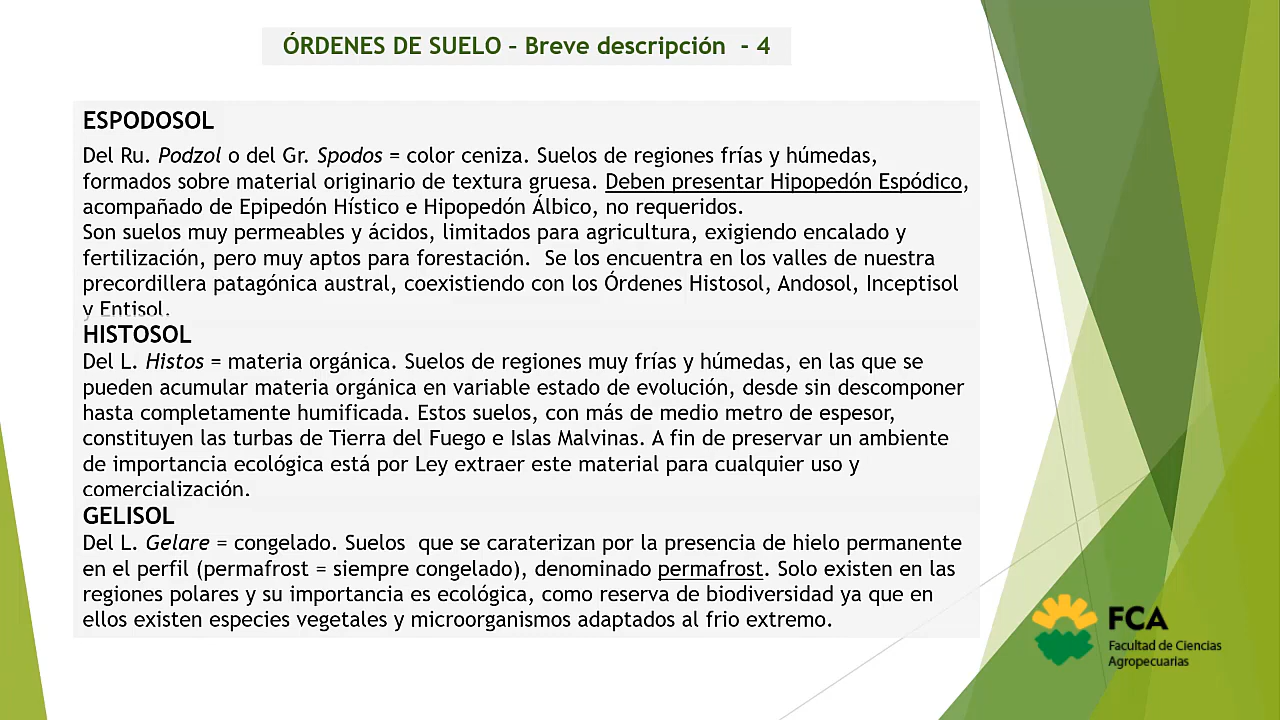 ÓRDENES DE SUELO – Breve descripción - 4
ESPODOSOL
Del Ru. Podzol o del Gr. Spodos = color ceniza. Suelos de regiones frías y húmedas,
formados sobre material originario de textura gruesa. Deben presentar Hipopedón Espódico,
acompañado de Epipedón Hístico e Hipopedón Álbico, no requeridos.
Son suelos muy permeables y ácidos, limitados para agricultura, exigiendo encalado y
fertilización, pero muy aptos para forestación. Se los encuentra en los valles de nuestra
precordillera patagónica austral, coexistiendo con los Órdenes Histosol, Andosol, Inceptisol
y Entisol.
HISTOSOL
Del L. Histos = materia orgánica. Suelos de regiones muy frías y húmedas, en las que se
pueden acumular materia orgánica en variable estado de evolución, desde sin descomponer
hasta completamente humificada. Estos suelos, con más de medio metro de espesor,
constituyen las turbas de Tierra del Fuego e Islas Malvinas. A fin de preservar un ambiente
de importancia ecológica está por Ley extraer este material para cualquier uso y
comercialización.
GELISOL
Del L. Gelare = congelado. Suelos que se caraterizan por la presencia de hielo permanente
en el perfil (permafrost = siempre congelado), denominado permafrost. Solo existen en las
regiones polares y su importancia es ecológica, como reserva de biodiversidad ya que en
ellos existen especies vegetales y microorganismos adaptados al frio extremo.
FCA
Facultad de Ciencias
Agropecuarias